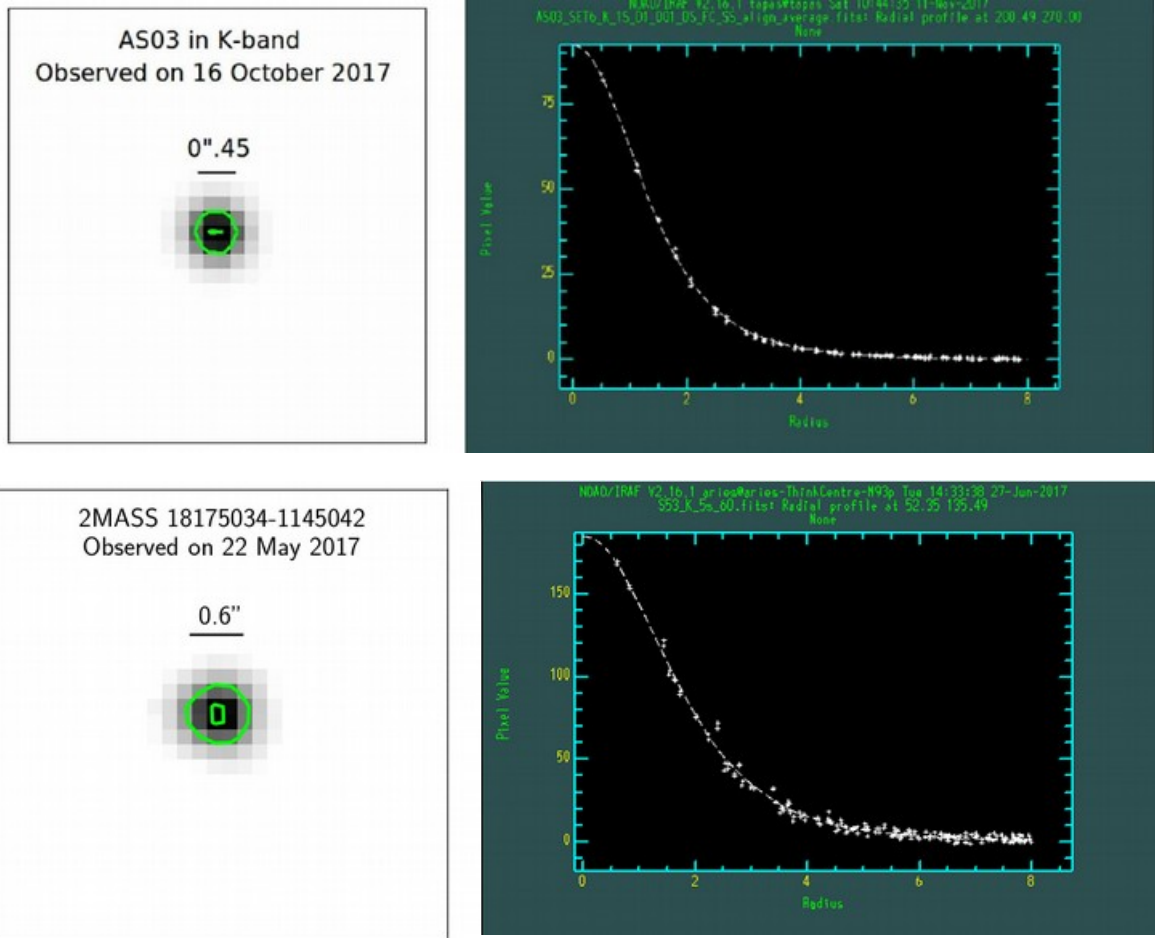 AS03 in K-band
Observed on 16 October 2017
0".45
NOAO/IRAF V2.16.1 tapas@tapas Sat 10:44:35 11-Nov-2017
AS03_SET6_K_15_D1_001_DS_FC_SS_align_average fits: Radial profile at 200.49 270.00
None
75
50
25
0
Pixel Value
0 2 4 6 8
Radius
2MASS 18175034-1145042
Observed on 22 May 2017
0.6"
NOAO/IRAF V2.16.1 aries@aries-ThinkCentre-M93p Tue 14:33:38 27-Jun-2017
S53_K_5s_60.fits: Radial profile at 52.35 135.49
None
150
100
50
0
Pixel Value
0 2 4 6 8
Radius